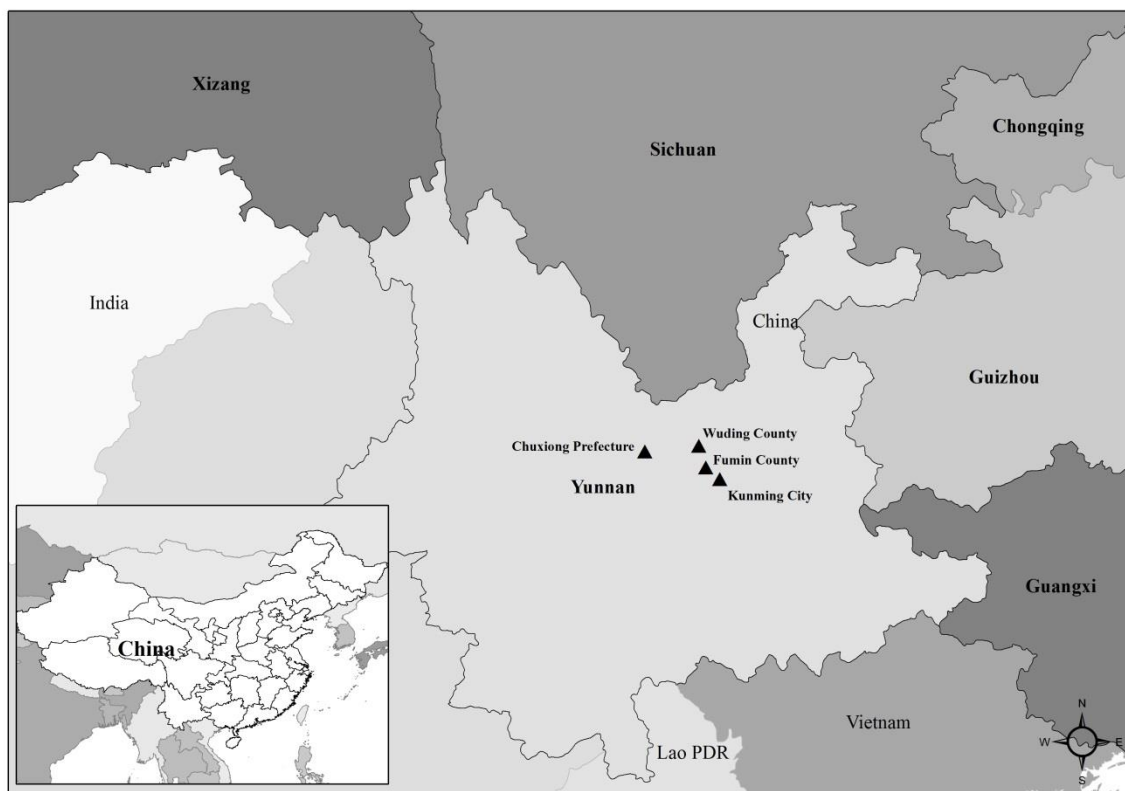 Xizang
Chongqing
Sichuan
India
China
Guizhou
Wuding County
Chuxiong Prefecture
Fumin County
Yunnan
Kunming City
Guangxi
China
Vietnam
Lao PDR
N
W
E
S